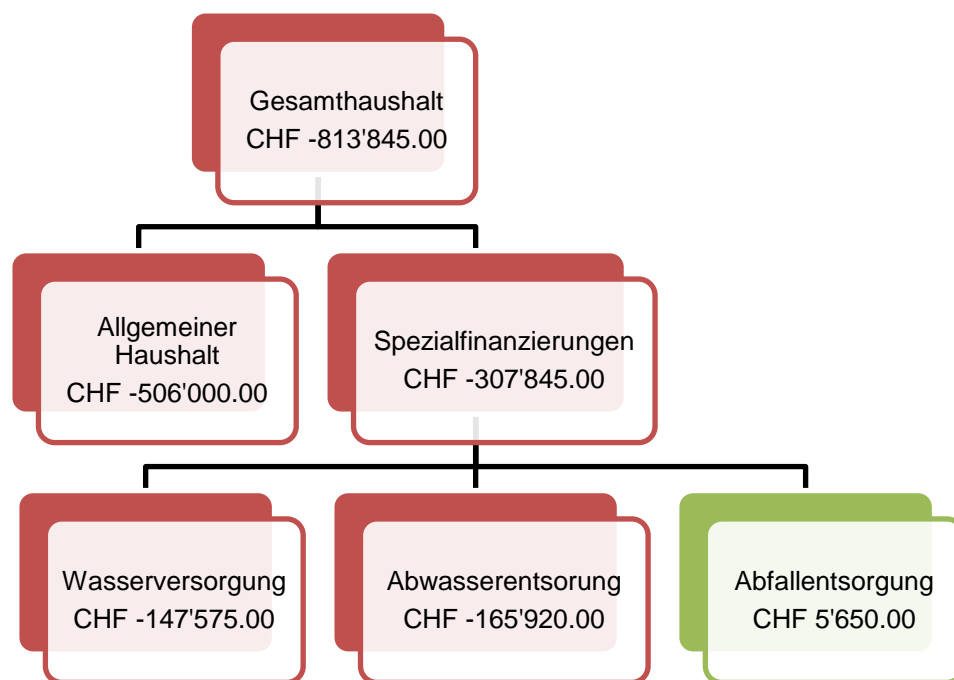 Gesamthaushalt
CHF -813'845.00
Allgemeiner
Haushalt
CHF -506'000.00
Spezialfinanzierungen
CHF -307'845.00
Wasserversorgung
CHF -147'575.00
Abwasserentsorung
CHF -165'920.00
Abfallentsorgung
CHF 5'650.00